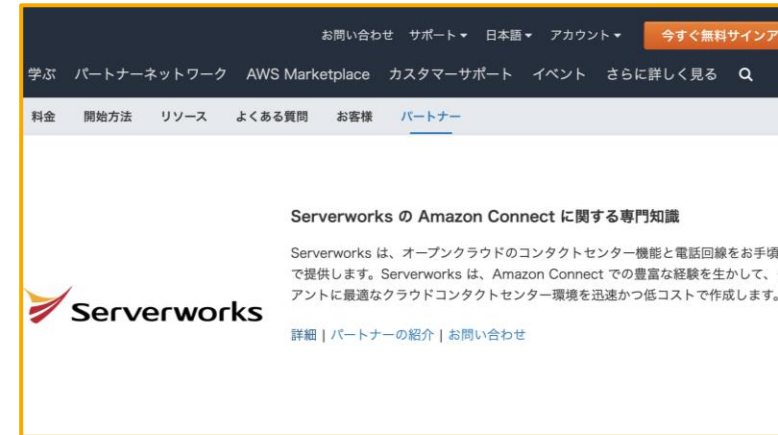 お問い合わせ サポート 日本語 アカウント 今すぐ無料サインア
学ぶ パートナーネットワーク AWS Marketplace カスタマーサポート イベント さらに詳しく見る
料金 開始方法 リソース よくある質問 お客様 パートナー
Serverworks の Amazon Connect に関する専門知識
Serverworks は、オープンクラウドのコンタクトセンター機能と電話回線をお手頃
で提供します。Serverworks は、Amazon Connect での豊富な経験を生かして、
アントに最適なクラウドコンタクトセンター環境を迅速かつ低コストで作成します。
Serverworks
詳細 | パートナーの紹介 | お問い合わせ